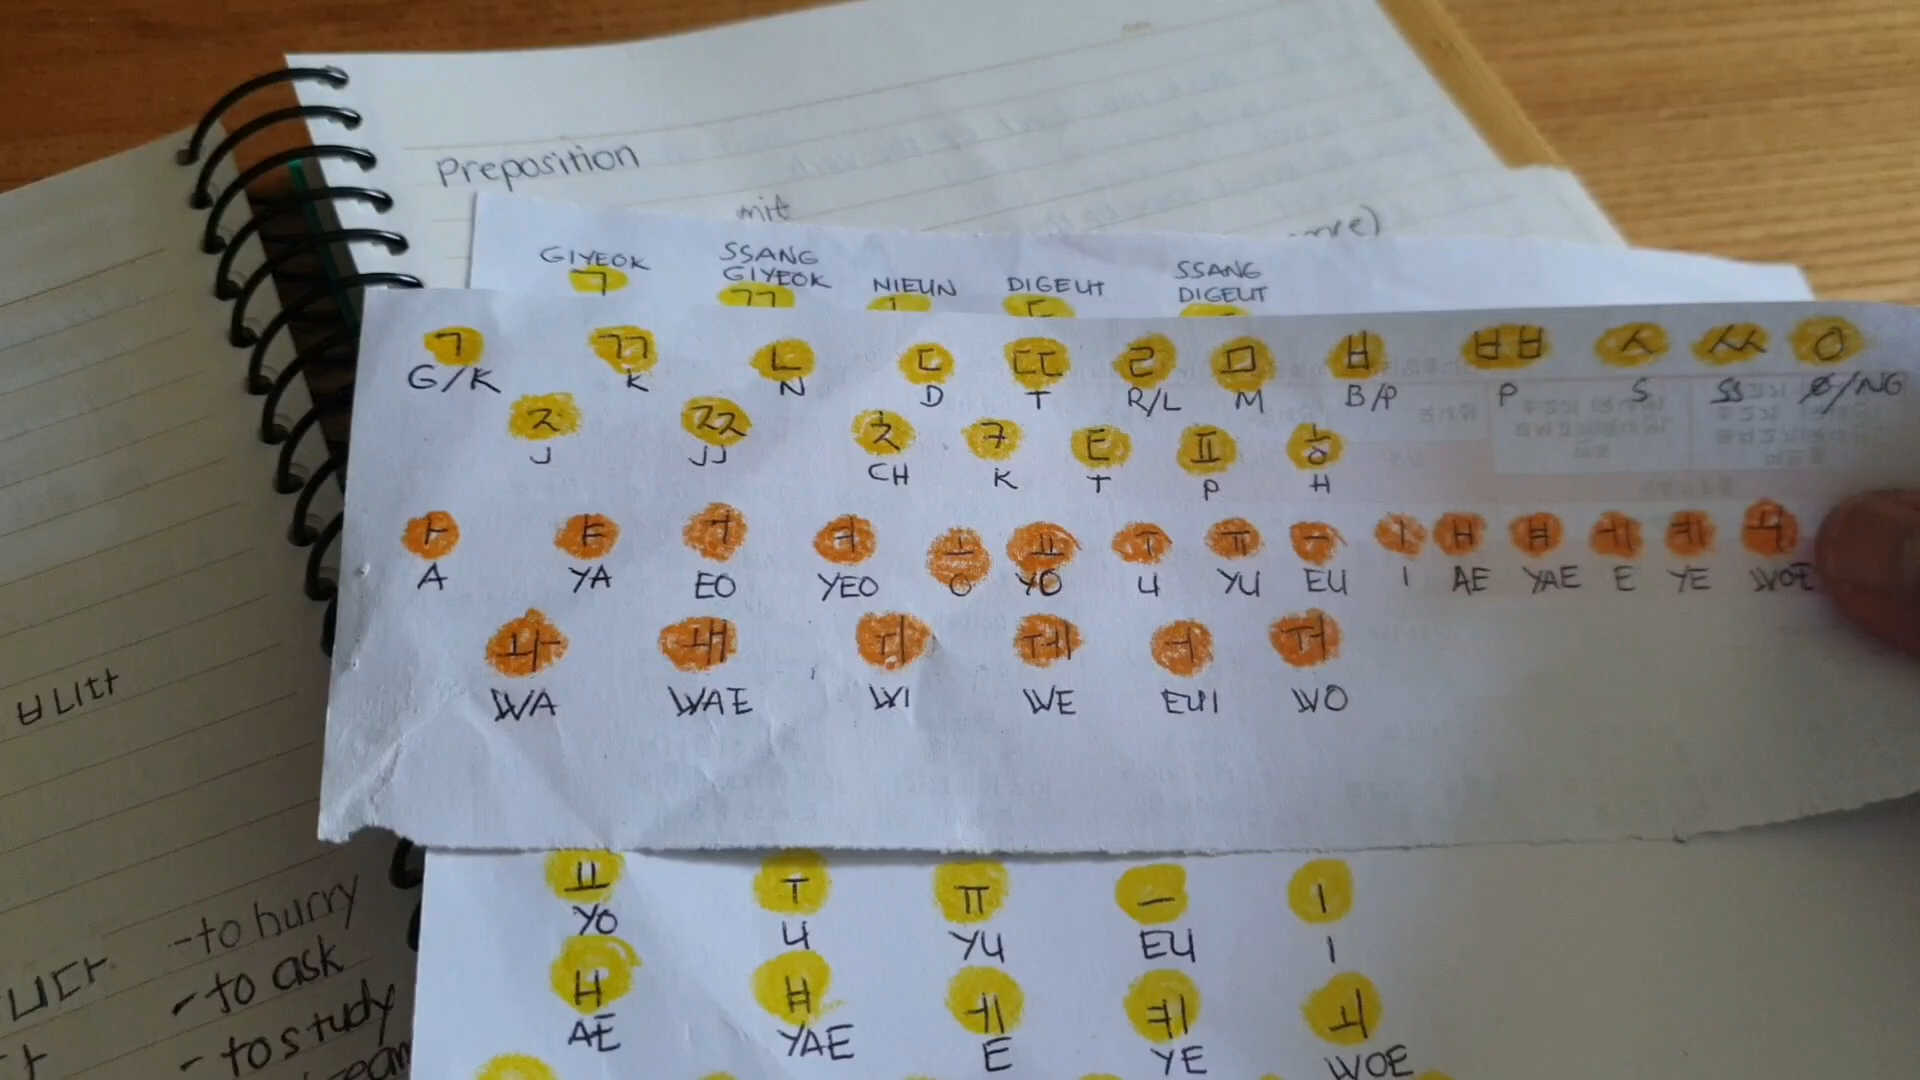 Preposition
mit
GIYEOK SSANG GIYEOK NIEUN DIGEUT SSANG DIGEUT
ㄱ ㄲ
ㄱ ㄲ ㄴ ㄷ ㄸ ㄹ ㅁ ㅂ ㅃ ㅅ ㅆ ㅇ
G/K K N D T R/L M B/P P S SS Ø/NG
ㅈ ㅉ ㅊ ㅋ ㅌ ㅍ ㅎ
J JJ CH K T P H
ㅏ ㅑ ㅓ ㅕ ㅗ ㅛ ㅜ ㅠ ㅡ ㅣ ㅐ ㅒ ㅔ ㅖ ㅚ
A YA EO YEO O YO U YU EU I AE YAE E YE WOE
ㅘ ㅙ ㅟ ㅞ ㅢ ㅝ
WA WAE WI WE EUI WO
ㅂ니다
ㅛ ㅜ ㅠ ㅡ ㅣ
YO U YU EU I
ㅐ ㅒ ㅔ ㅖ ㅚ
AE YAE E YE WOE
-to hurry
니다 -to ask
-to study